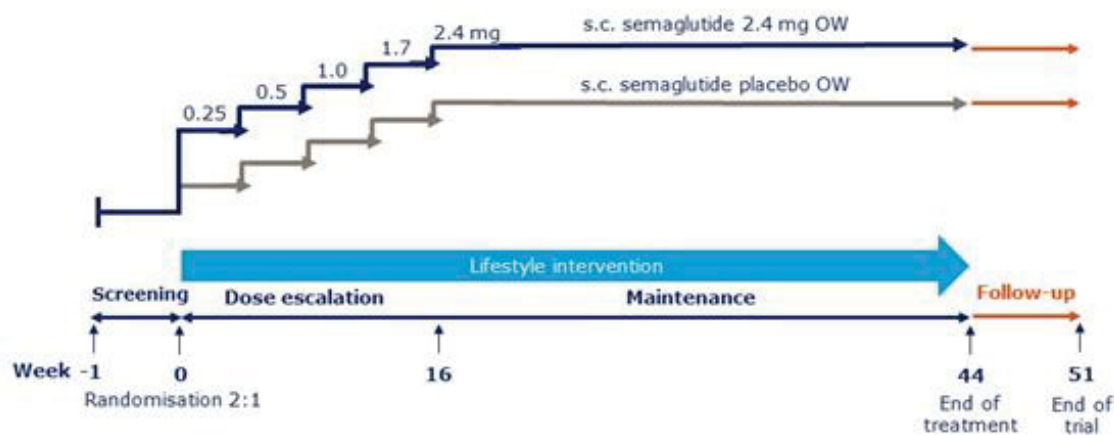 2.4 mg
s.c. semaglutide 2.4 mg OW
1.7
1.0
0.5
0.25
s.c. semaglutide placebo OW
Lifestyle intervention
Screening Dose escalation Maintenance Follow-up
Week -1 0 16 44 51
Randomisation 2:1
End of treatment
End of trial